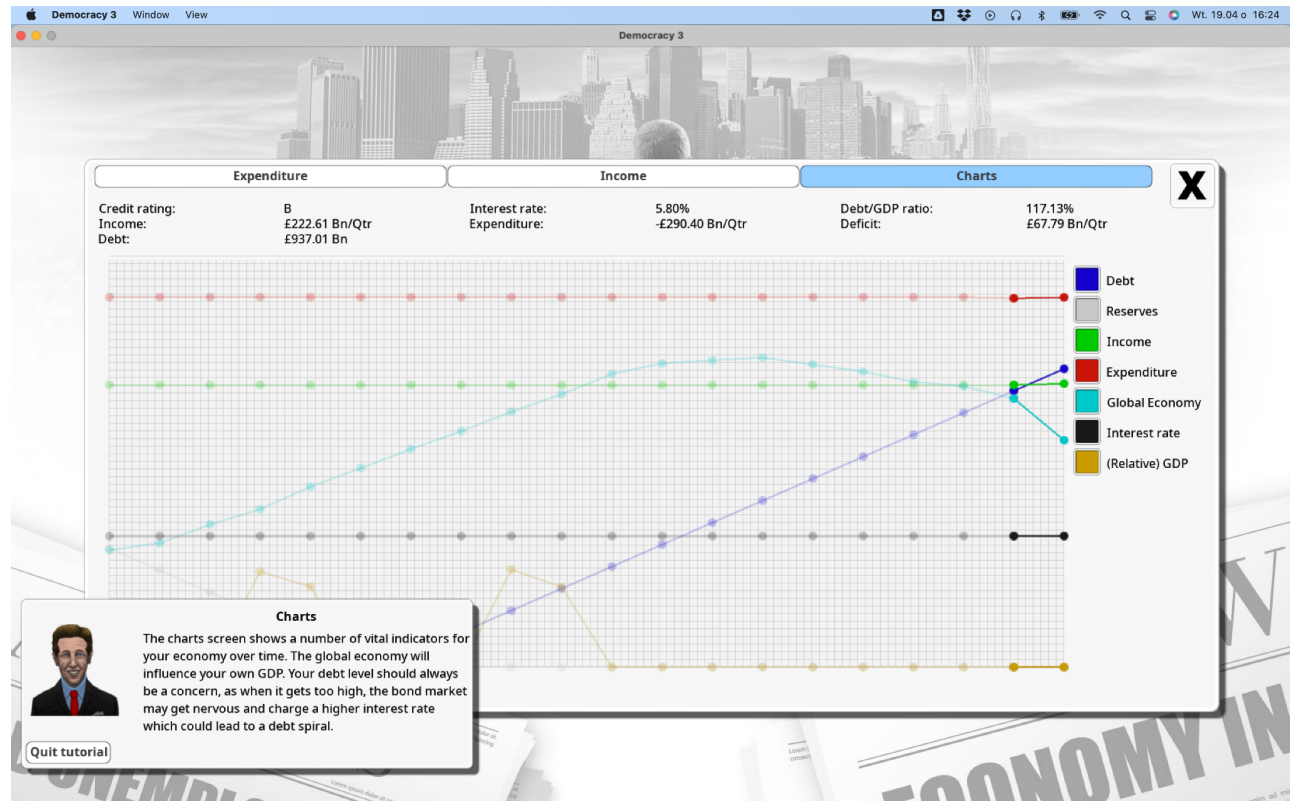 Democracy 3 Window View
Wt. 19.04 o 16:24
Democracy 3
Expenditure Income Charts X
Credit rating: B Interest rate: 5.80% Debt/GDP ratio: 117.13%
Income: £222.61 Bn/Qtr Expenditure: -£290.40 Bn/Qtr Deficit: £67.79 Bn/Qtr
Debt: £937.01 Bn
Debt
Reserves
Income
Expenditure
Global Economy
Interest rate
(Relative) GDP
Charts
The charts screen shows a number of vital indicators for
your economy over time. The global economy will
influence your own GDP. Your debt level should always
be a concern, as when it gets too high, the bond market
may get nervous and charge a higher interest rate
which could lead to a debt spiral.
Quit tutorial
ECONOMY IN